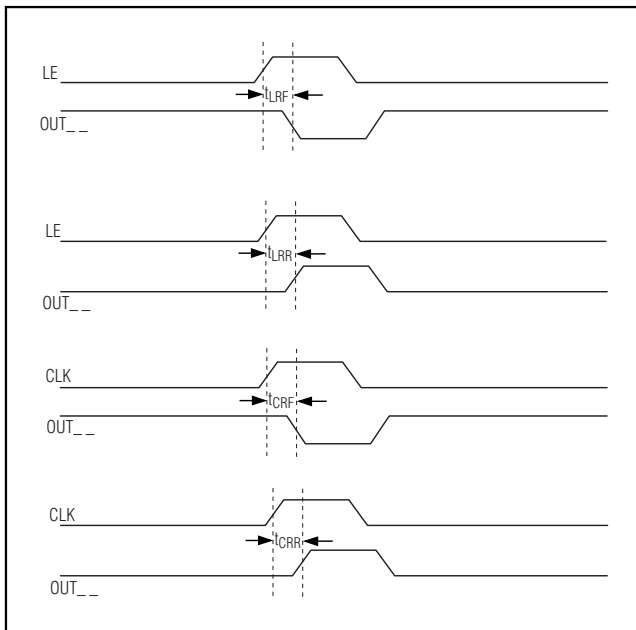 LE
tLRF
OUT_ _
LE
tLRR
OUT_ _
CLK
tCRF
OUT_ _
CLK
tCRR
OUT_ _